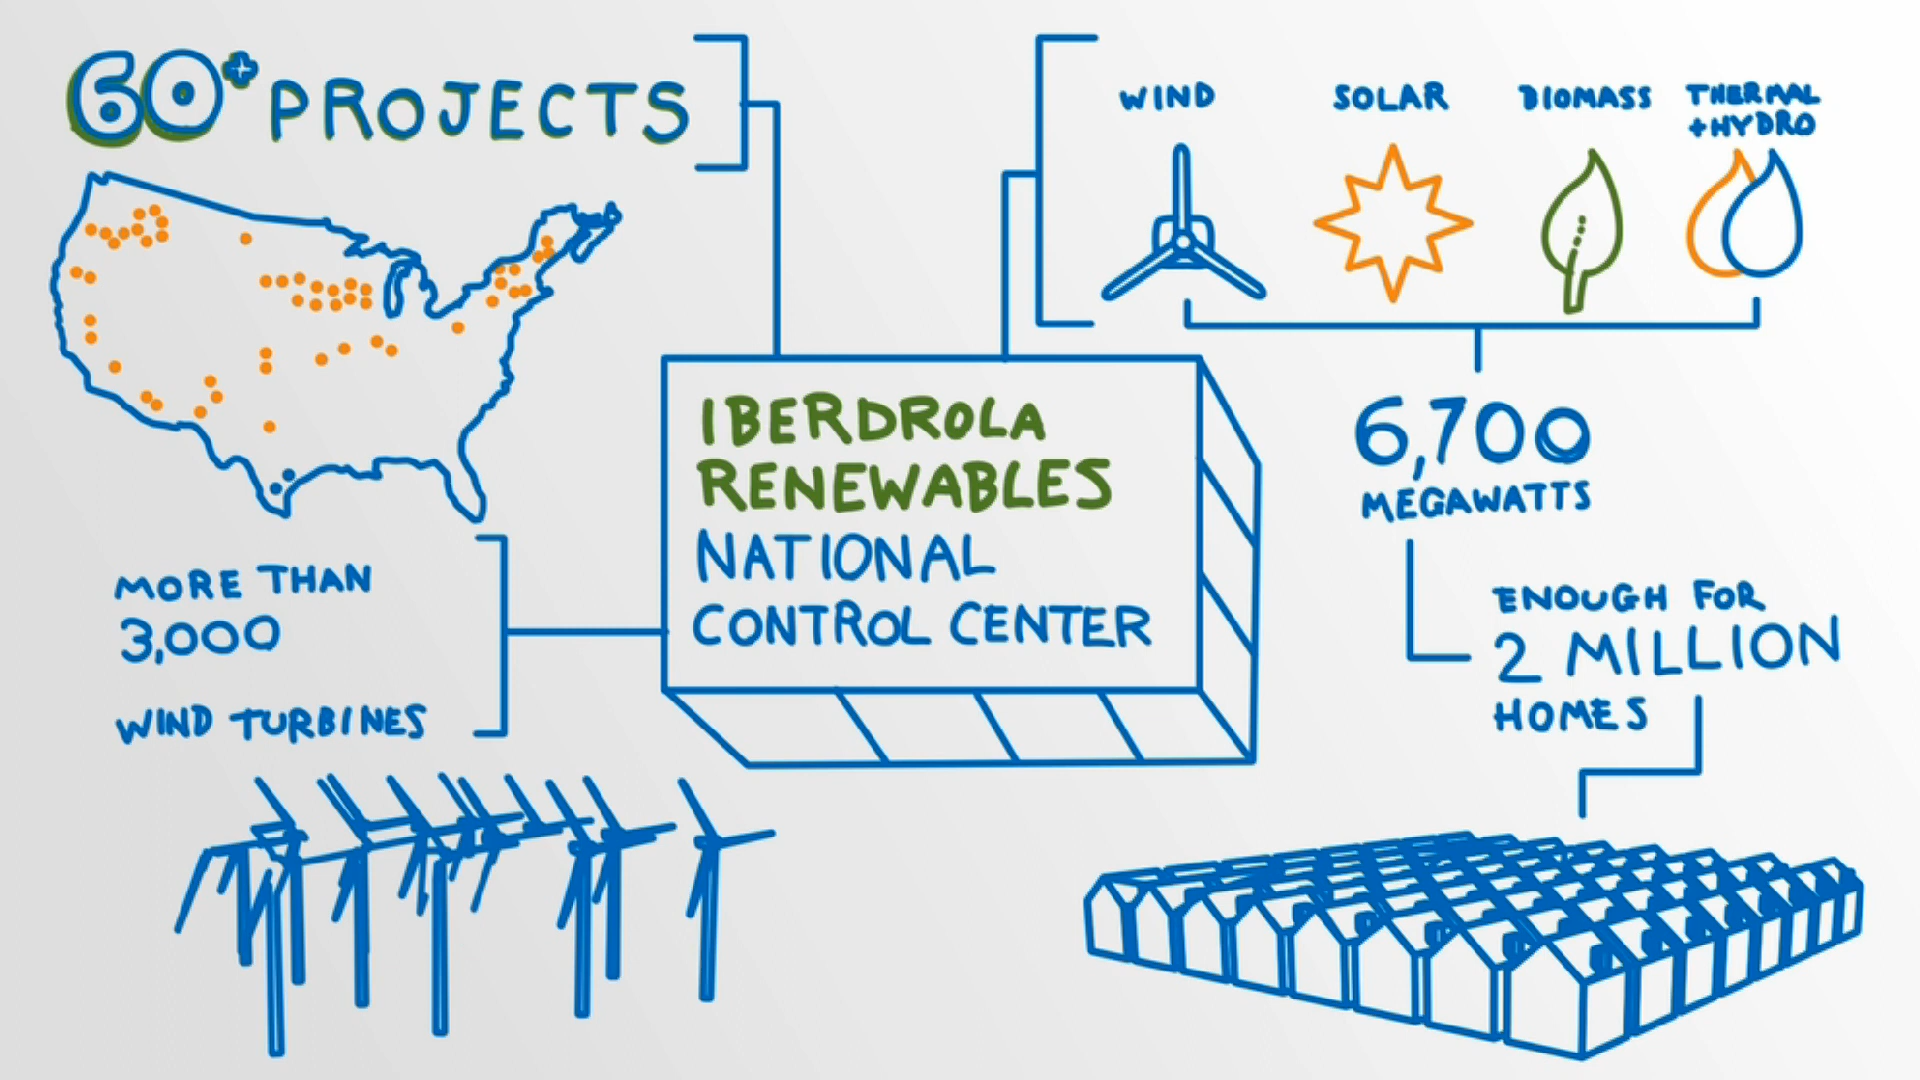 60+ PROJECTS
WIND
SOLAR
BIOMASS
THERMAL
+HYDRO
IBERDROLA
RENEWABLES
NATIONAL
CONTROL CENTER
6,700
MEGAWATTS
MORE THAN
3,000
WIND TURBINES
ENOUGH FOR
2 MILLION
HOMES